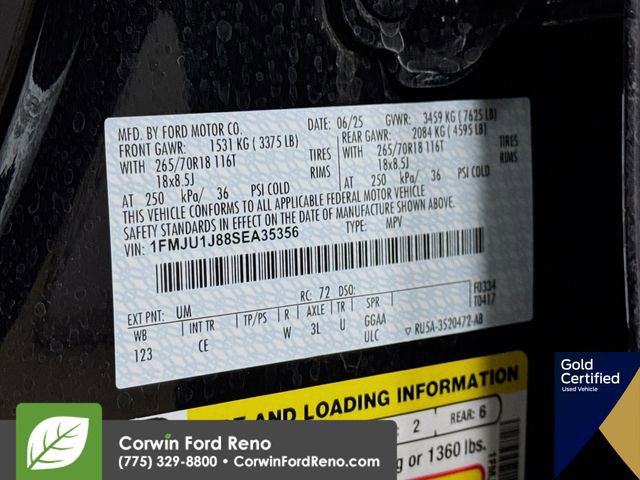 MFD. BY FORD MOTOR CO.
DATE: 06/25 GVWR: 3459 KG (7625 LB)
FRONT GAWR: 1531 KG (3375 LB)
REAR GAWR: 2084 KG (4595 LB)
WITH 265/70R18 116T TIRES
265/70R18 116T TIRES
18x8.5J RIMS
18x8.5J RIMS
AT 250 kPa/ 36 PSI COLD
AT 250 kPa/ 36 PSI COLD
THIS VEHICLE CONFORMS TO ALL APPLICABLE FEDERAL MOTOR VEHICLE
SAFETY STANDARDS IN EFFECT ON THE DATE OF MANUFACTURE SHOWN ABOVE.
VIN: 1FMJU1J88SEA35356
TYPE: MPV
EXT PNT: UM RC: 72 DSO: F0334
T0417
WB INT TR TP/PS R AXLE TR SPR
123 CE W 3L U GGAA
ULC ▼ RU5A-3520472-AB
E AND LOADING INFORMATION
2 REAR: 6
g or 1360 lbs.
Gold
Certified
Used Vehicle
Corwin Ford Reno
(775) 329-8800 • CorwinFordReno.com